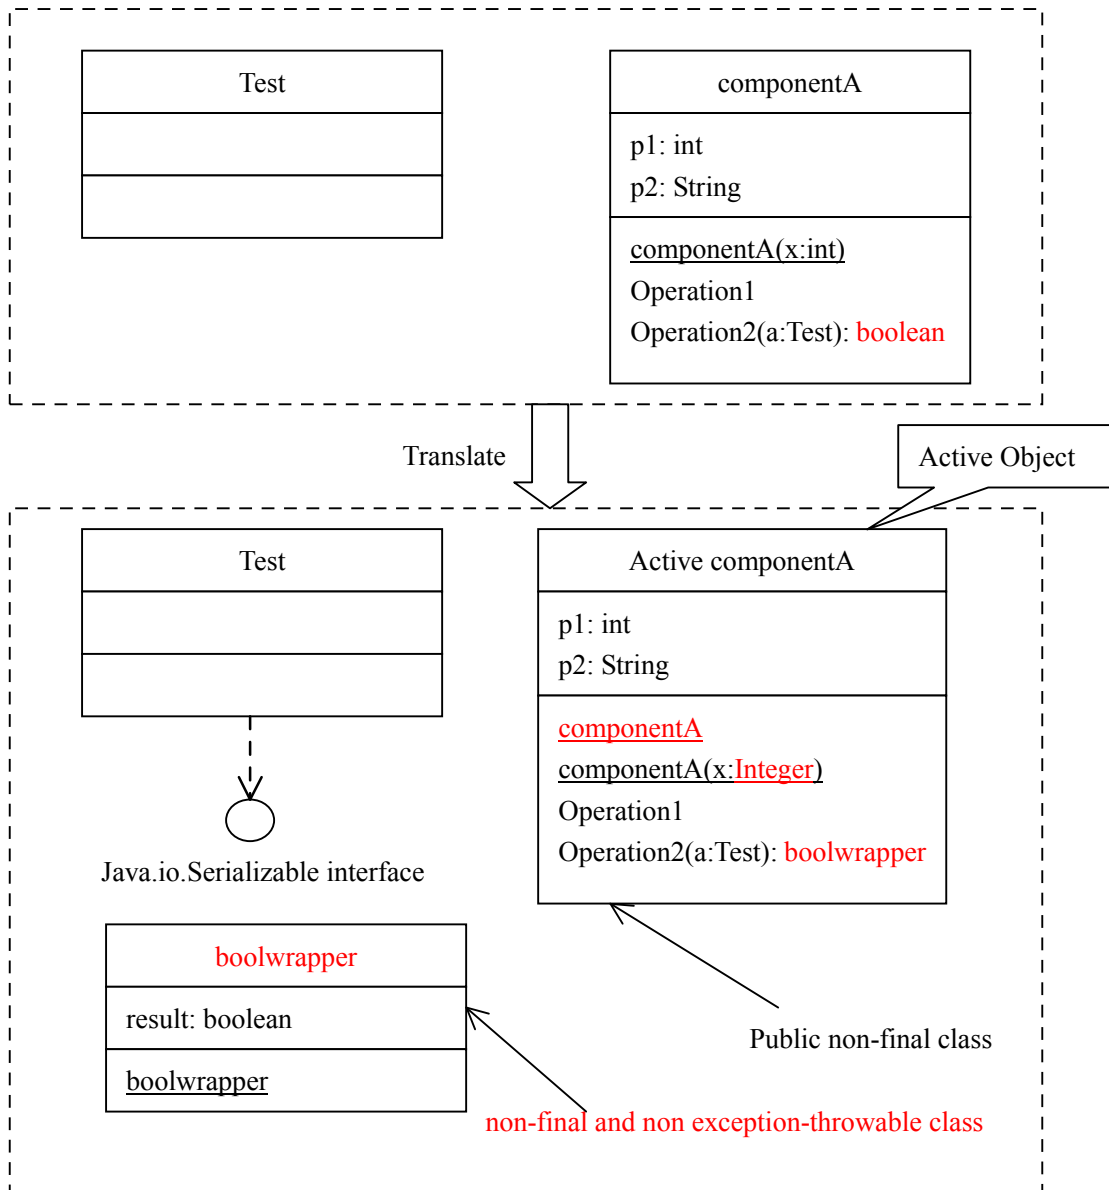 Test
componentA
p1: int
p2: String
componentA(x:int)
Operation1
Operation2(a:Test): boolean
Translate
Active Object
Test
Active componentA
p1: int
p2: String
componentA
componentA(x:Integer)
Operation1
Operation2(a:Test): boolwrapper
Java.io.Serializable interface
boolwrapper
result: boolean
boolwrapper
Public non-final class
non-final and non exception-throwable class